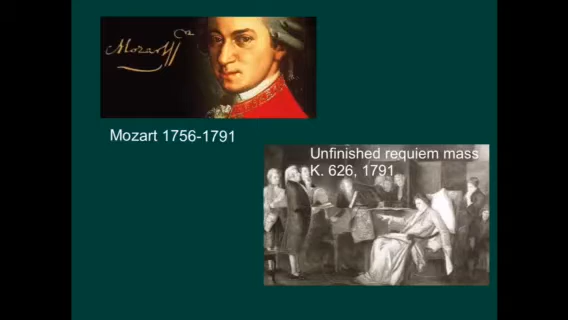 Mozart
Mozart 1756-1791
Unfinished requiem mass
K. 626, 1791